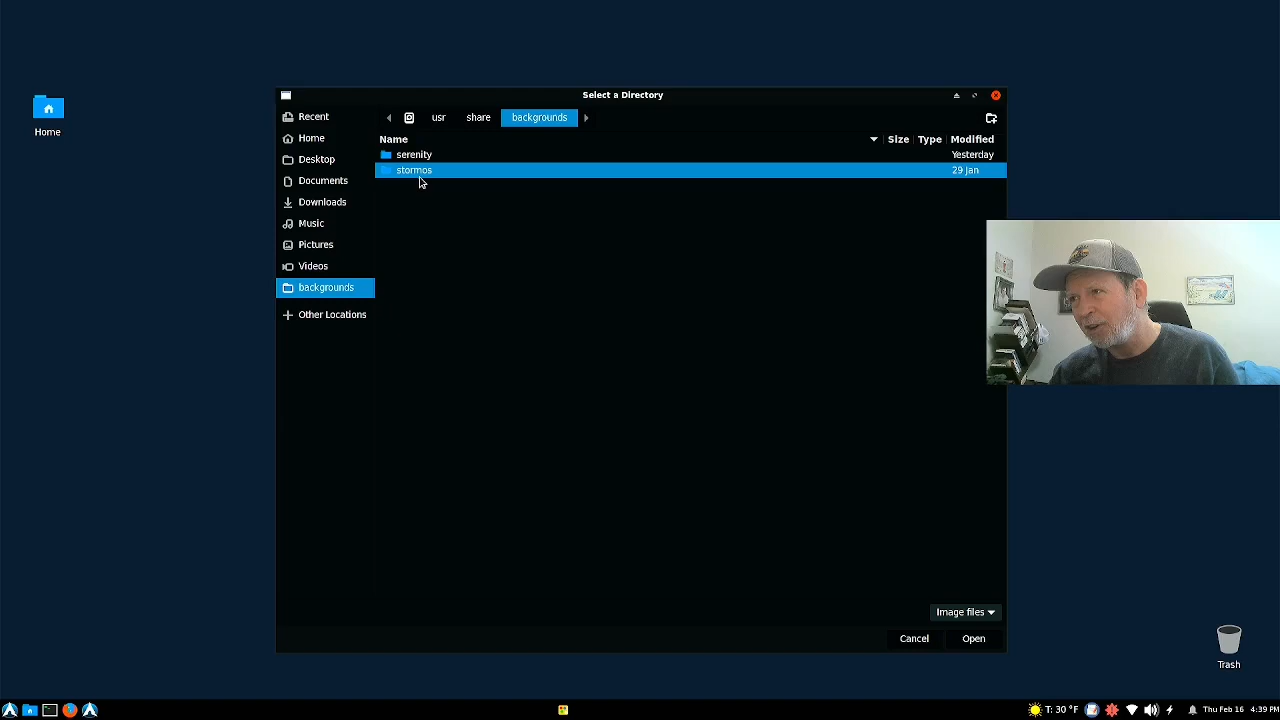 Select a Directory
Recent
usr share backgrounds
Home
Name Size Type Modified
serenity Yesterday
Desktop
stormos 29 Jan
Documents
Downloads
Music
Pictures
Videos
backgrounds
Other Locations
Image files
Cancel Open
Home
Trash
T: 30 °F Thu Feb 16 4:39 PM